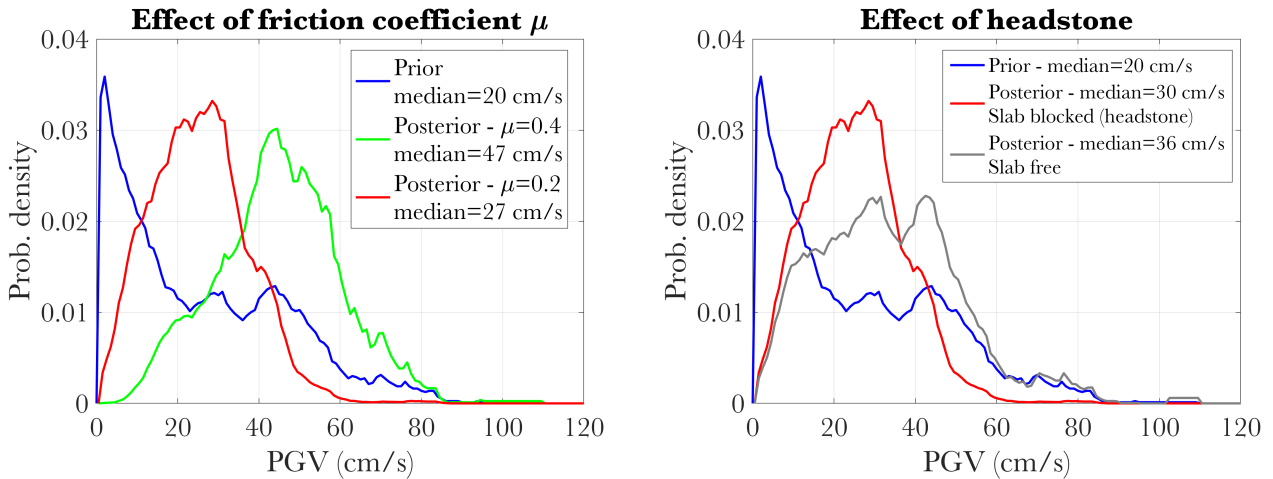 Effect of friction coefficient μ
0.04
0.03
0.02
0.01
0
Prob. density
0 20 40 60 80 100 120
PGV (cm/s)
Prior
median=20 cm/s
Posterior - μ=0.4
median=47 cm/s
Posterior - μ=0.2
median=27 cm/s
Effect of headstone
0.04
0.03
0.02
0.01
0
Prob. density
0 20 40 60 80 100 120
PGV (cm/s)
Prior - median=20 cm/s
Posterior - median=30 cm/s
Slab blocked (headstone)
Posterior - median=36 cm/s
Slab free